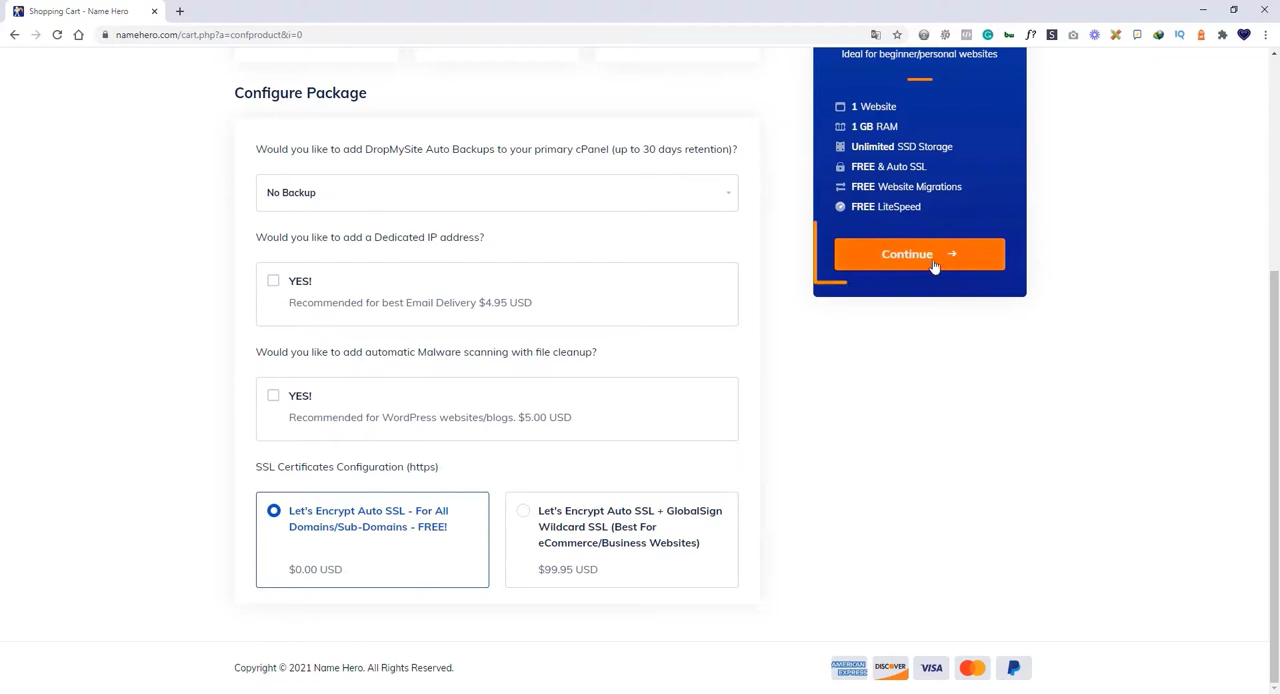 Shopping Cart - Name Hero
namehero.com/cart.php?a=confproduct&i=0
Ideal for beginner/personal websites
Configure Package
1 Website
1 GB RAM
Would you like to add DropMySite Auto Backups to your primary cPanel (up to 30 days retention)?
Unlimited SSD Storage
FREE & Auto SSL
No Backup
FREE Website Migrations
FREE LiteSpeed
Would you like to add a Dedicated IP address?
Continue
YES!
Recommended for best Email Delivery $4.95 USD
Would you like to add automatic Malware scanning with file cleanup?
YES!
Recommended for WordPress websites/blogs. $5.00 USD
SSL Certificates Configuration (https)
Let's Encrypt Auto SSL - For All
Domains/Sub-Domains - FREE!
$0.00 USD
Let's Encrypt Auto SSL + GlobalSign
Wildcard SSL (Best For
eCommerce/Business Websites)
$99.95 USD
Copyright © 2021 Name Hero. All Rights Reserved.
AMERICAN EXPRESS
DISCOVER
VISA